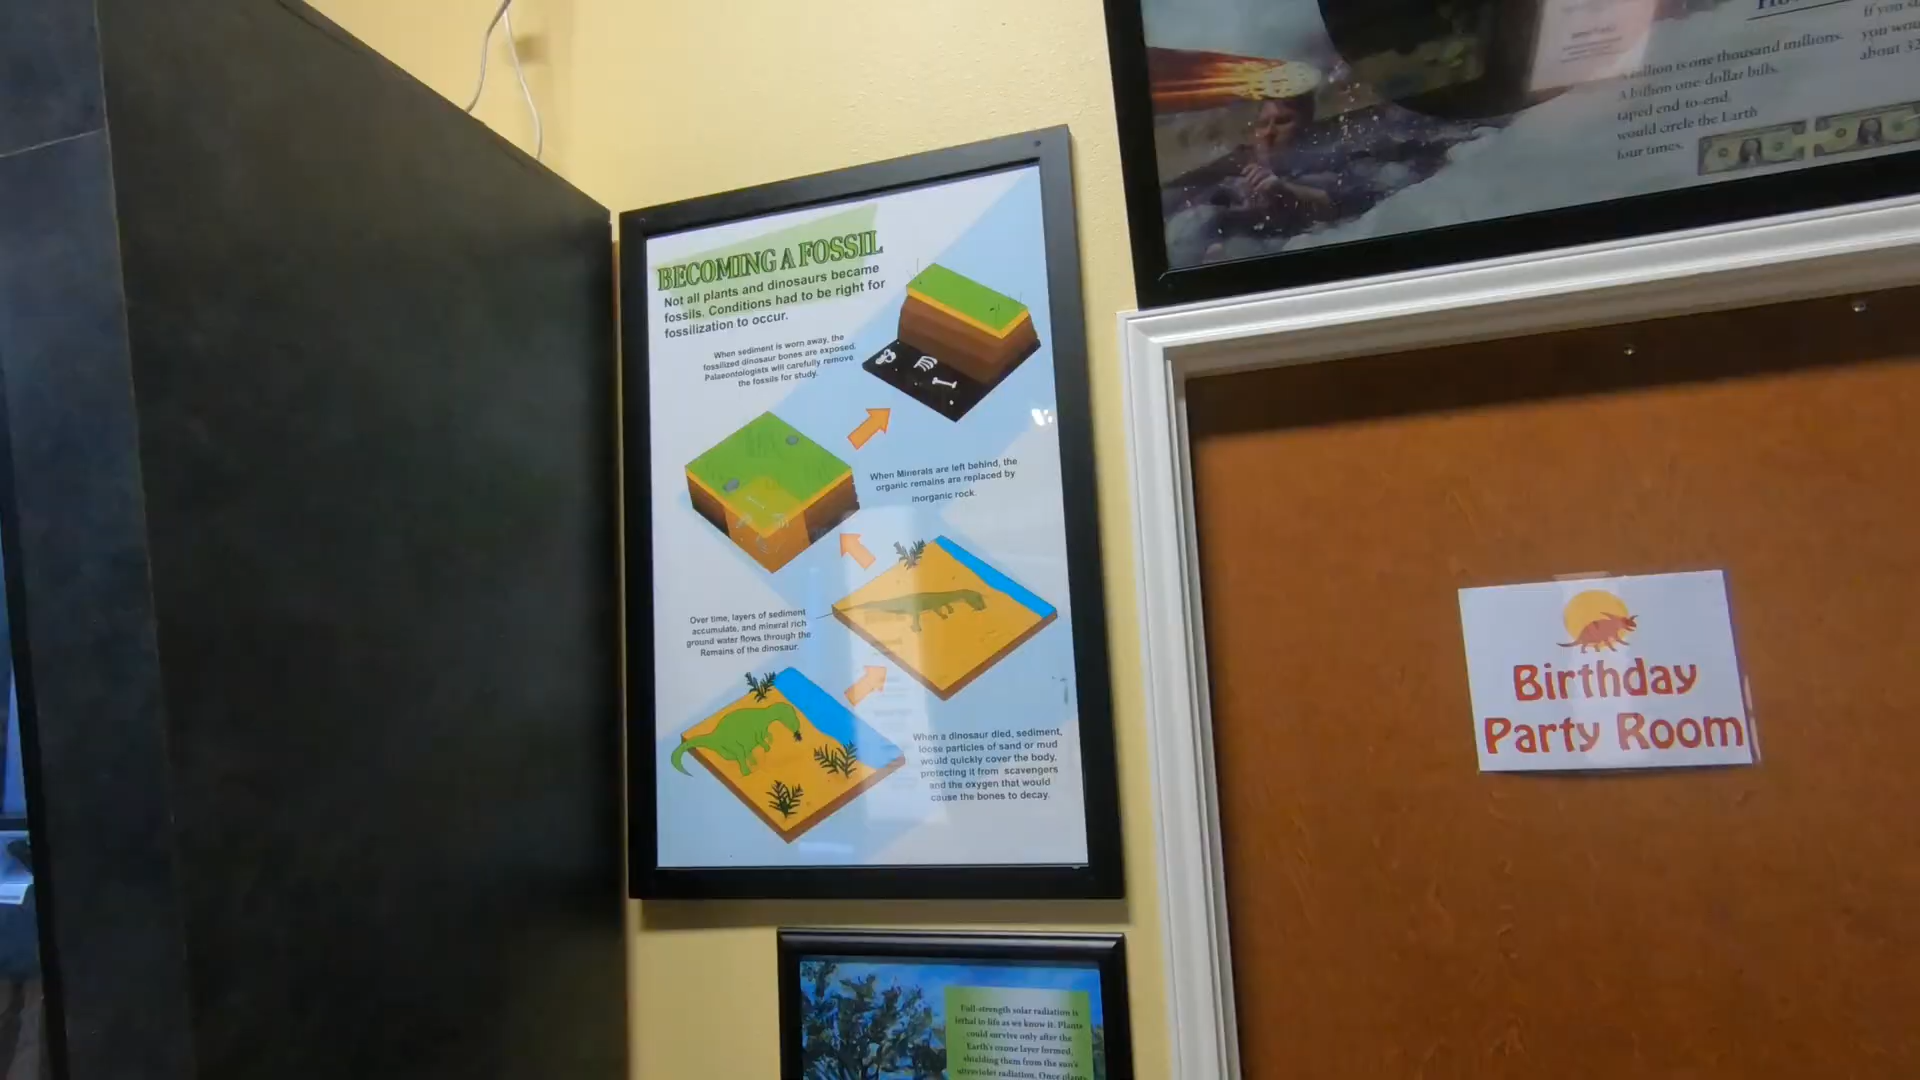 BECOMING A FOSSIL
Not all plants and dinosaurs became
fossils. Conditions had to be right for
fossilization to occur.
When sediment is worn away, the
fossilized dinosaur bones are exposed.
Palaeontologists will carefully remove
the fossils for study.
When Minerals are left behind, the
organic remains are replaced by
inorganic rock.
Over time, layers of sediment
accumulate, and mineral rich
ground water flows through the
Remains of the dinosaur.
When a dinosaur died, sediment,
loose particles of sand or mud
would quickly cover the body,
protecting it from scavengers
and the oxygen that would
cause the bones to decay.
billion is one thousand millions.
A billion one-dollar bills,
taped end-to-end,
would circle the Earth
four times.
If you
you
about 32
Birthday
Party Room
Full-strength solar radiation is
lethal to life as we know it. Plants
could survive only after the
Earth's ozone layer formed,
shielding them from the sun's
ultraviolet radiation. Once plants